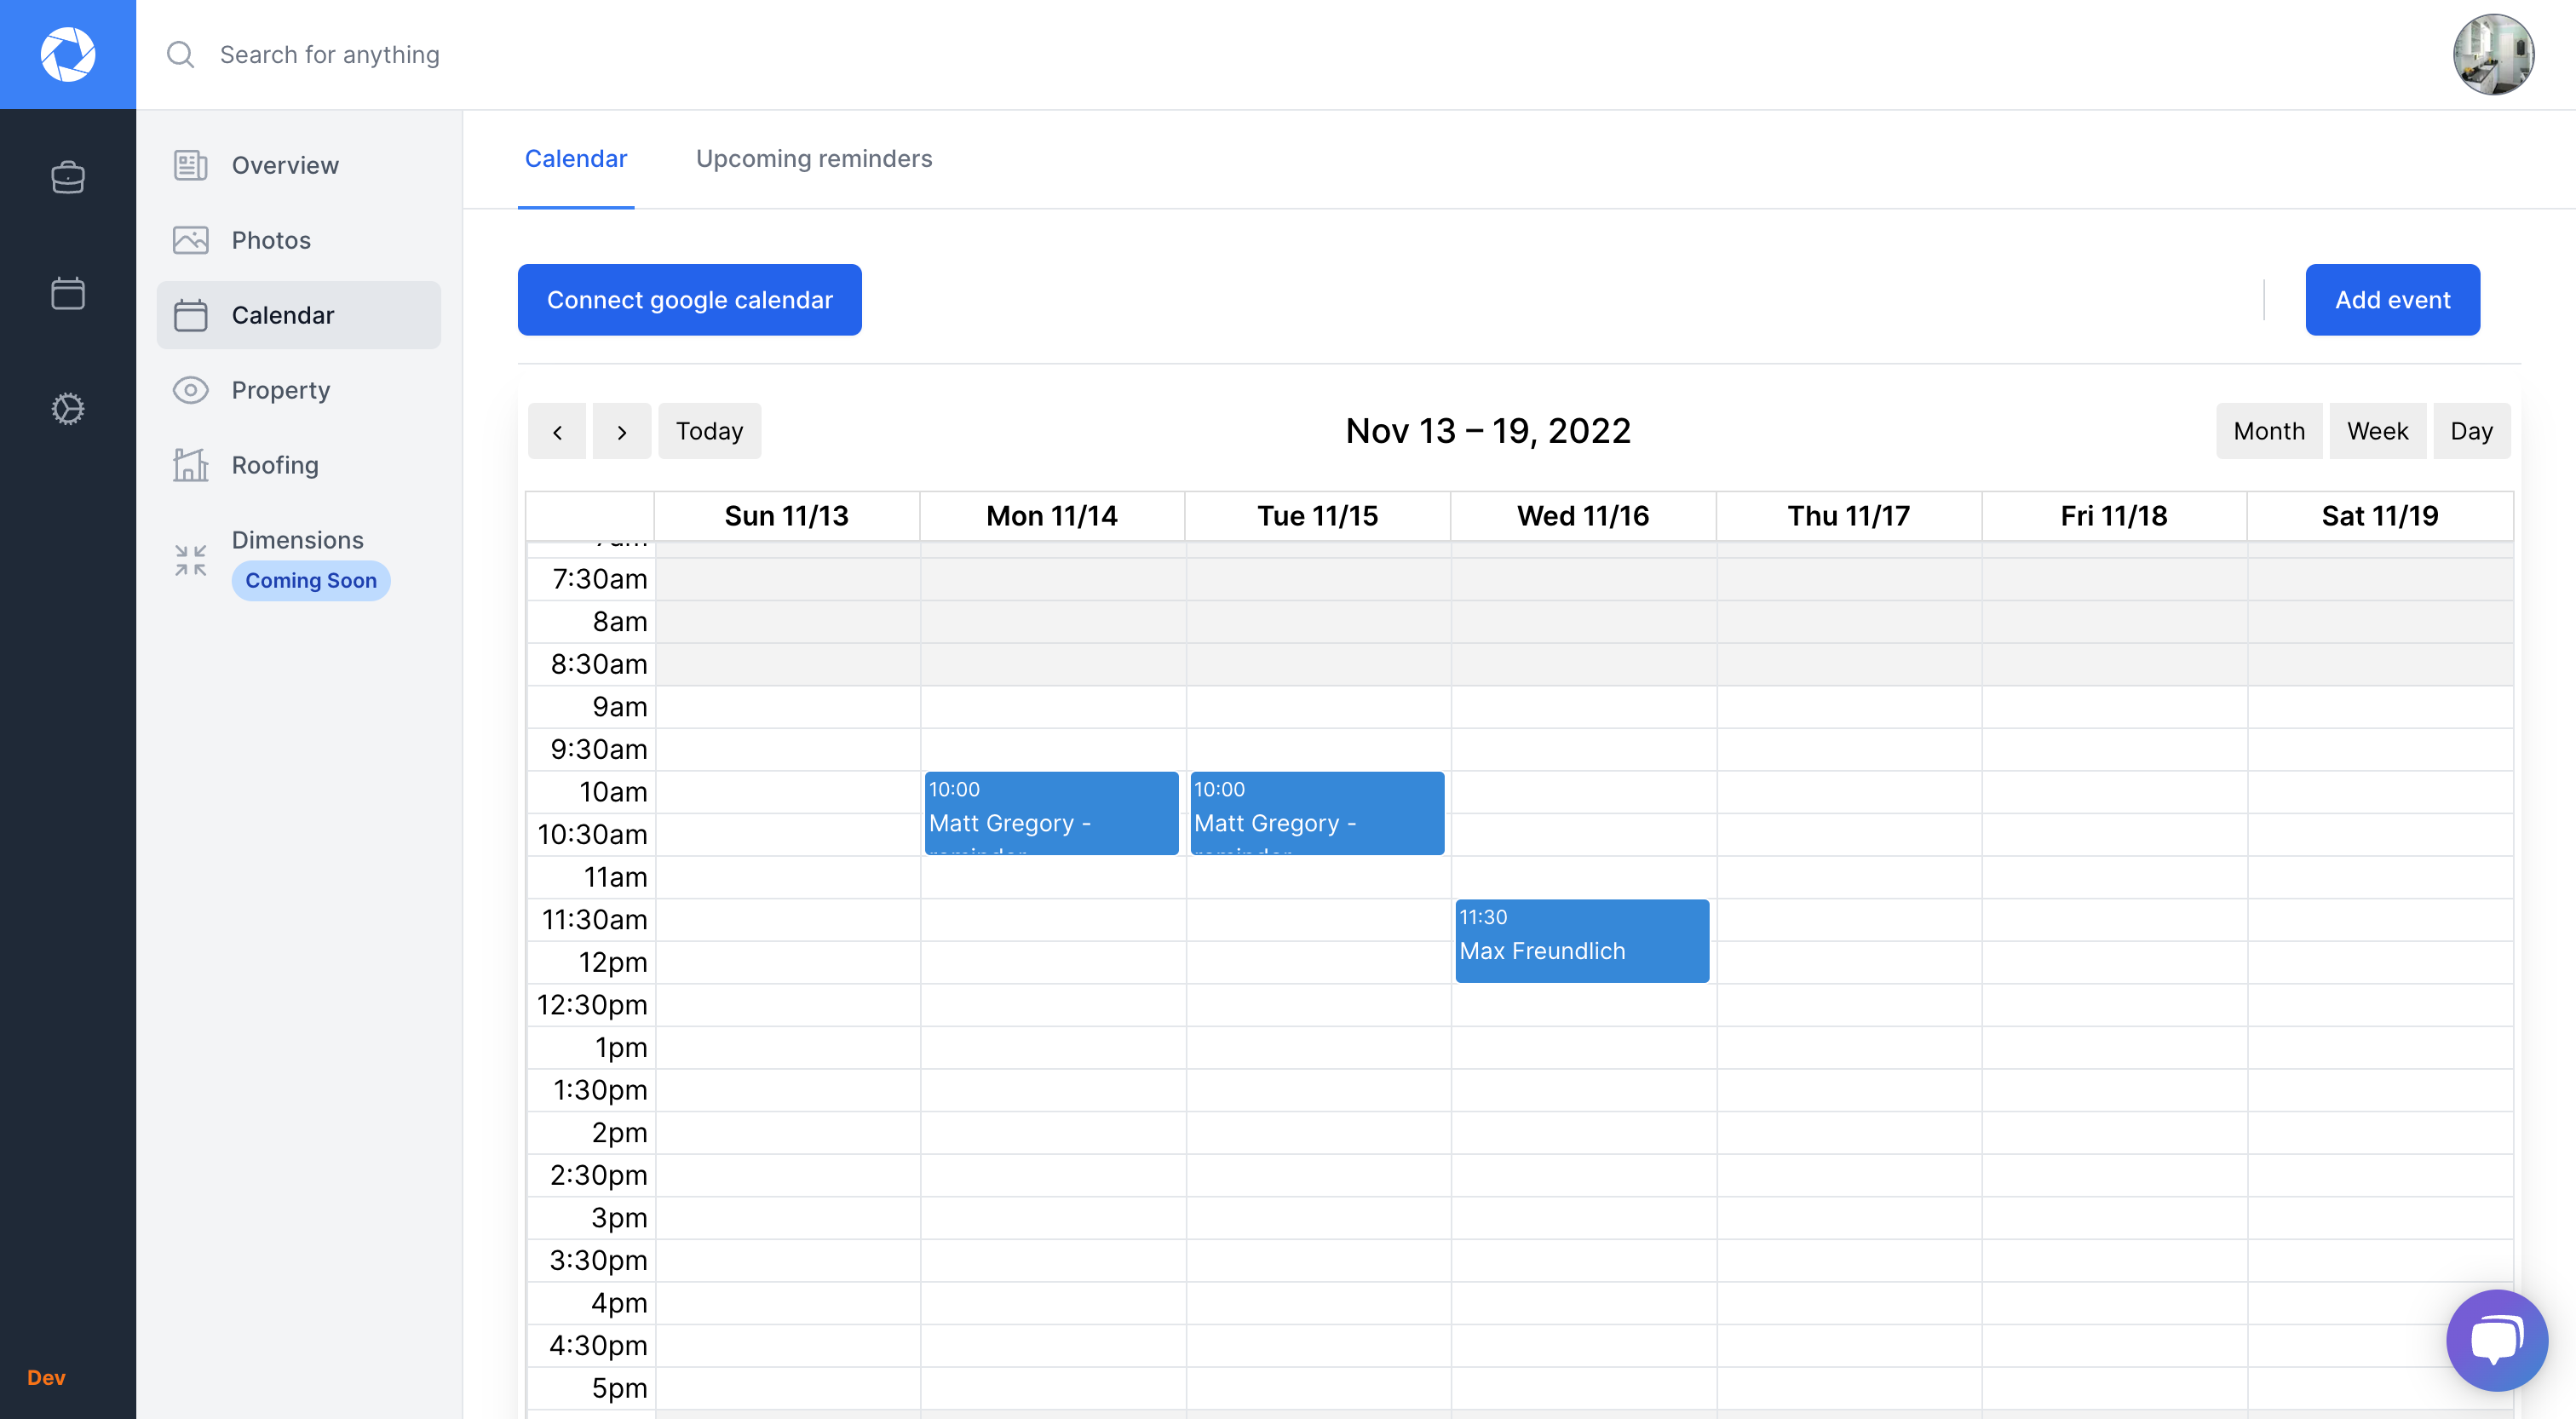 Search for anything
Overview
Photos
Calendar
Property
Roofing
Dimensions
Coming Soon
Dev
Calendar
Upcoming reminders
Connect google calendar
Add event
Today
Nov 13 – 19, 2022
Month
Week
Day
Sun 11/13
Mon 11/14
Tue 11/15
Wed 11/16
Thu 11/17
Fri 11/18
Sat 11/19
7:30am
8am
8:30am
9am
9:30am
10am
10:30am
11am
11:30am
12pm
12:30pm
1pm
1:30pm
2pm
2:30pm
3pm
3:30pm
4pm
4:30pm
5pm
10:00
Matt Gregory -
10:00
Matt Gregory -
11:30
Max Freundlich